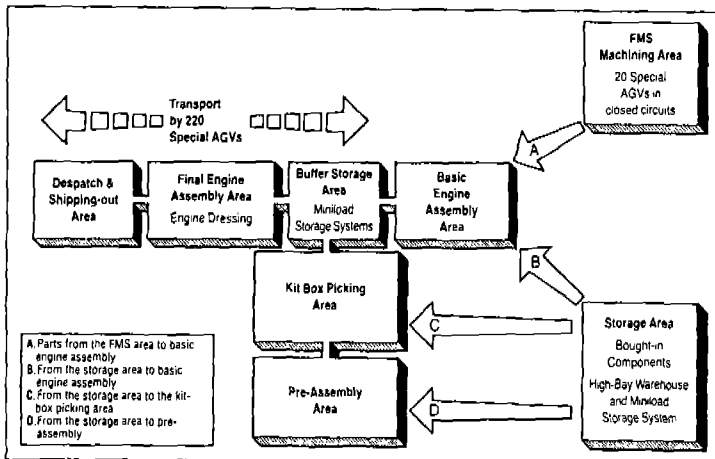 FMS
Machining Area
20 Special
AGVs in
closed circuits
Transport
by 220
Special AGVs
A
Despatch &
Shipping-out
Area
Final Engine
Assembly Area
Engine Dressing
Buffer Storage
Area
Miniload
Storage Systems
Basic
Engine
Assembly
Area
B
Kit Box Picking
Area
C
Storage Area
Bought-in
Components
High-Bay Warehouse
and Miniload
Storage System
Pre-Assembly
Area
D
A. Parts from the FMS area to basic
engine assembly
B. From the storage area to basic
engine assembly
C. From the storage area to the kit-
box picking area
D. From the storage area to pre-
assembly